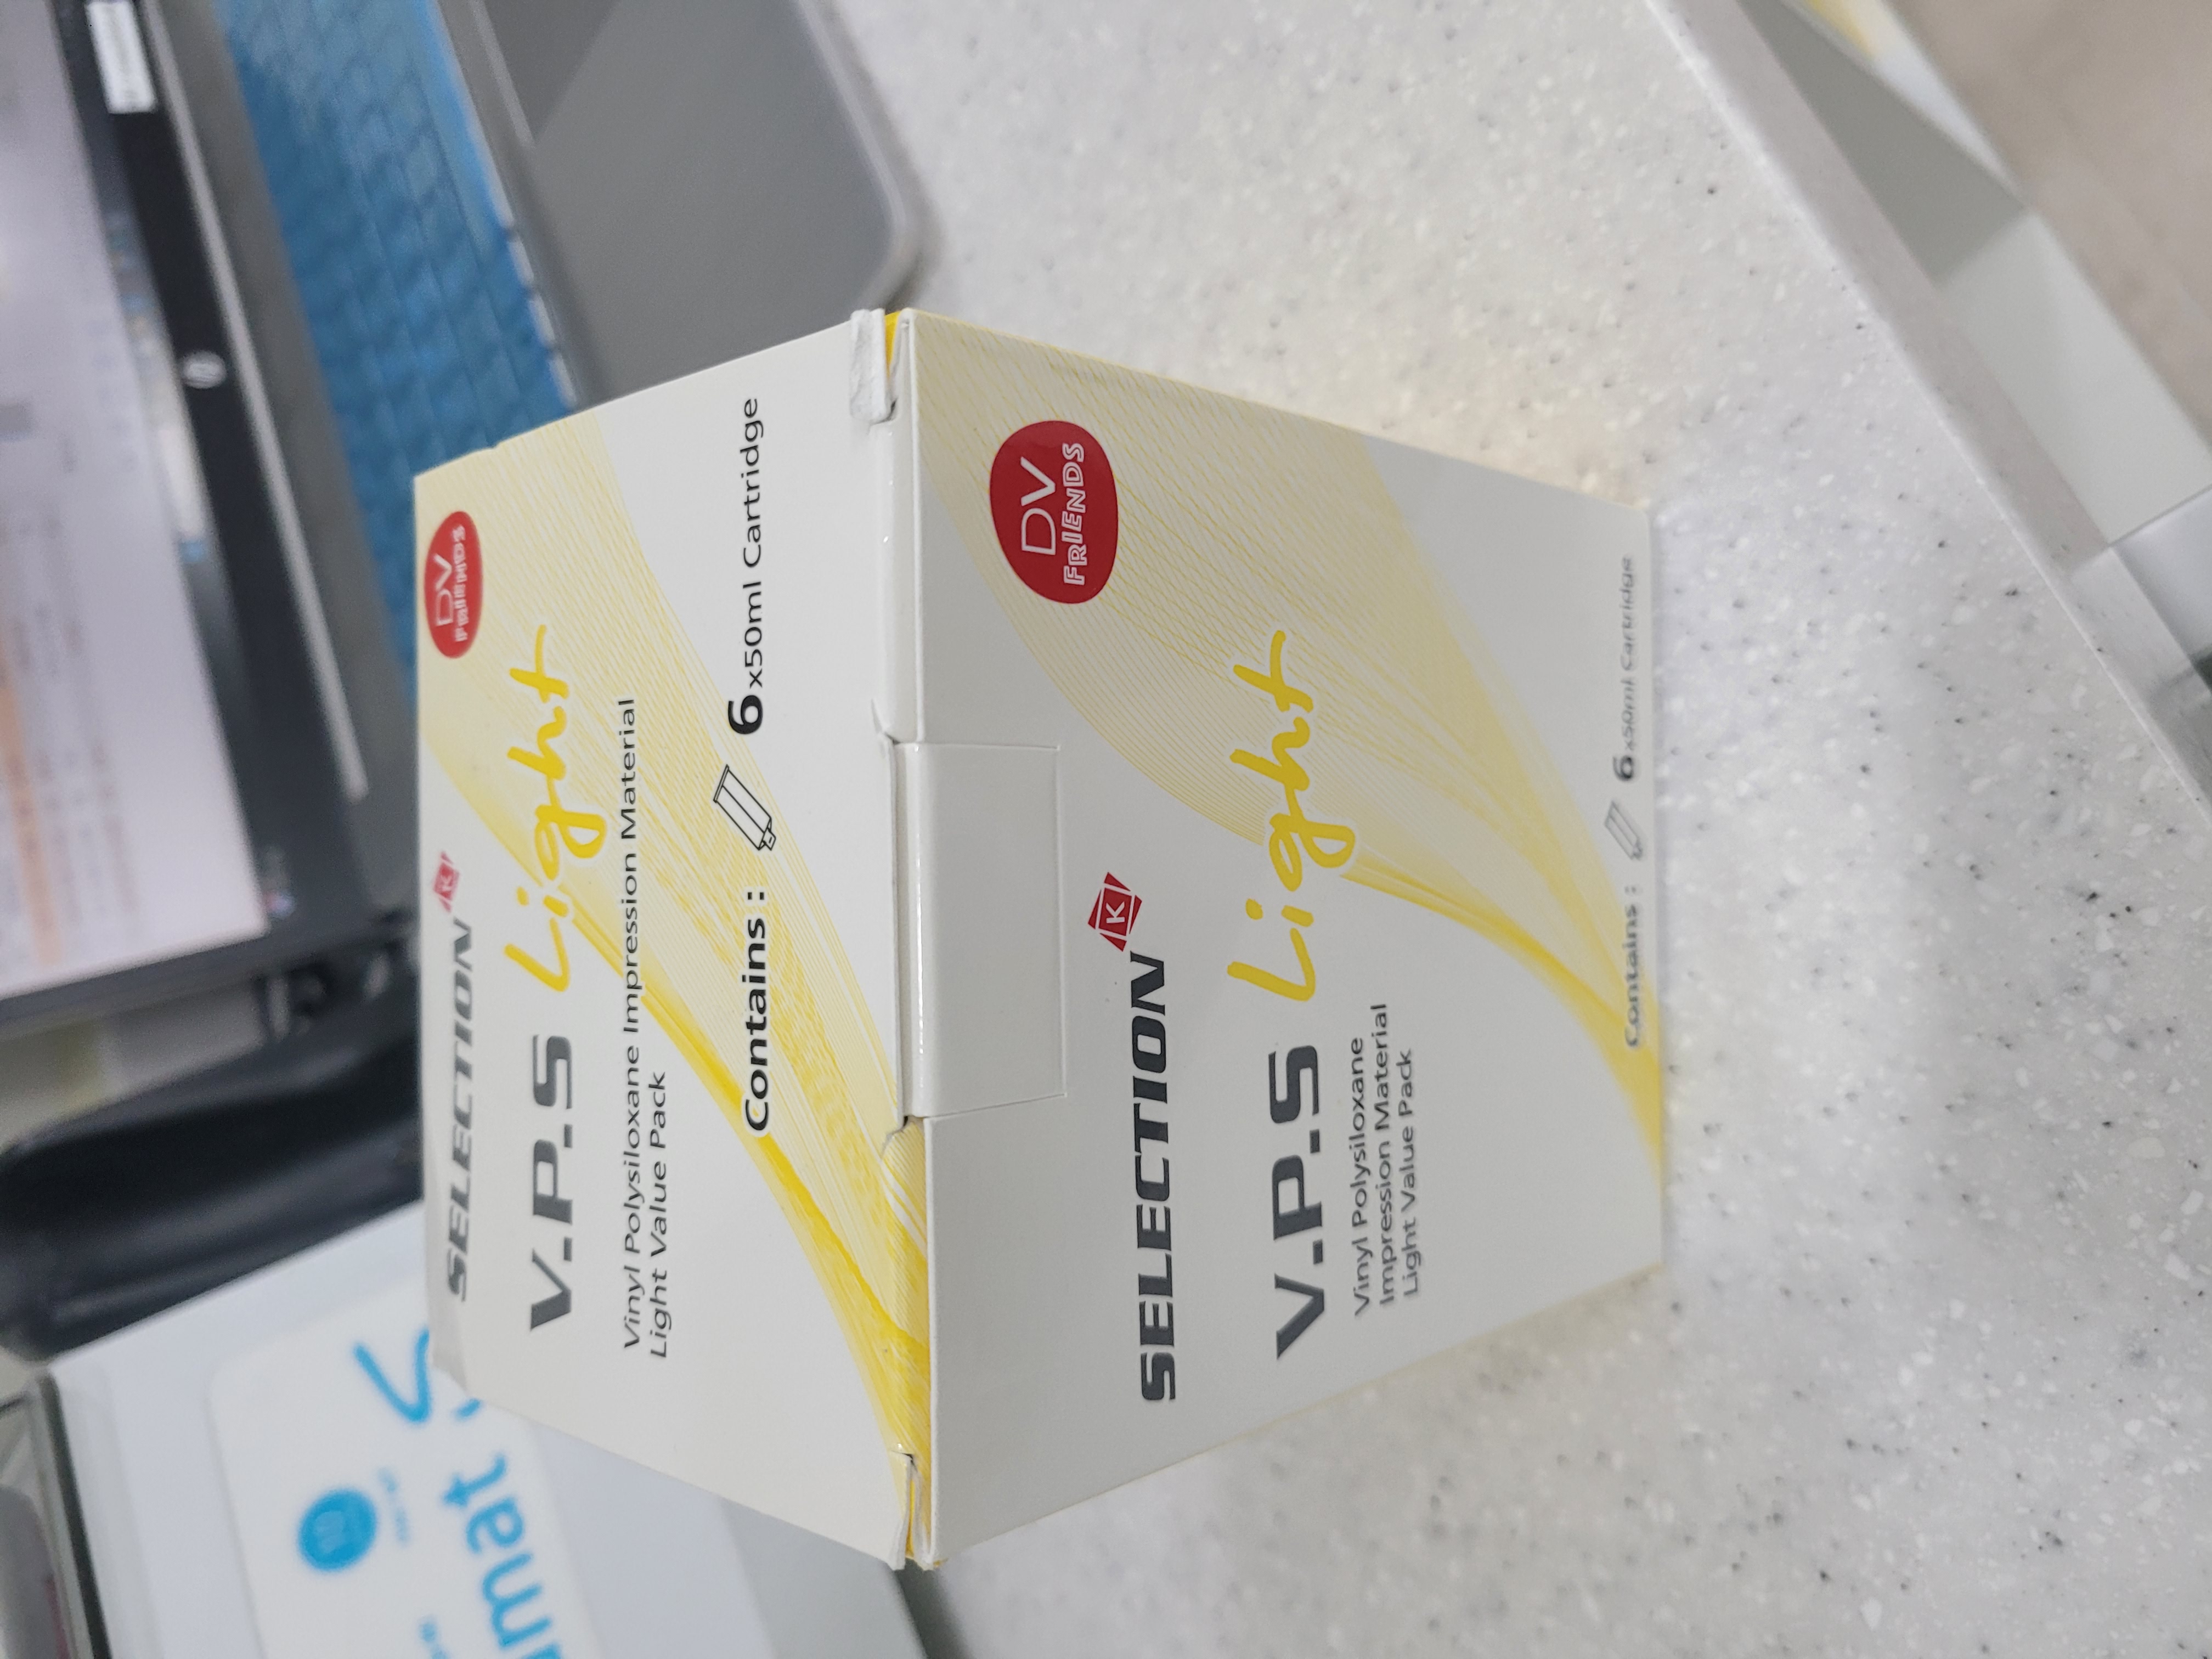 SELECTION K
DV
FRIENDS
V.P.S Light
Vinyl Polysiloxane Impression Material
Light Value Pack
Contains : 6x50ml Cartridge
DV
FRIENDS
SELECTION K
V.P.S Light
Vinyl Polysiloxane
Impression Material
Light Value Pack
Contains : 6x50ml Cartridge
hp